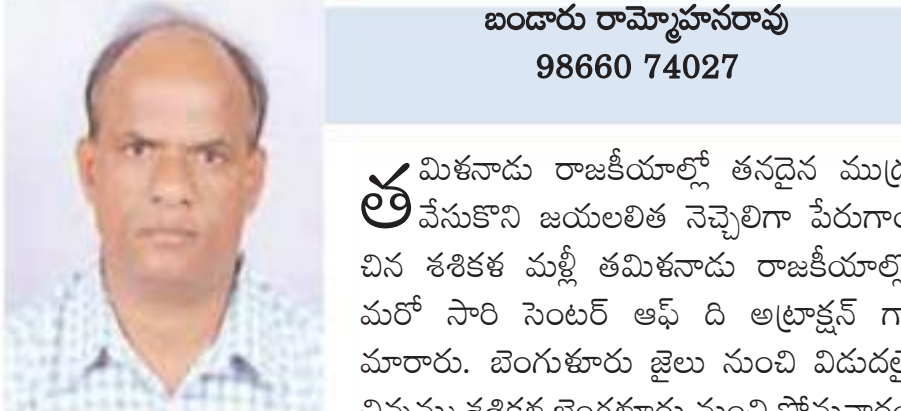 బండారు రామ్మోహనరావు
98660 74027
తమిళనాడు రాజకీయాల్లో తనదైన ముద్ర
వేసుకొని జయలలిత నెచ్చెలిగా పేరుగాం
చిన శశికళ మళ్లీ తమిళనాడు రాజకీయాల్లో
మరో సారి సెంటర్ ఆఫ్ ది అట్రాక్షన్ గా
మారారు. బెంగుళూరు జైలు నుంచి విడుదలై